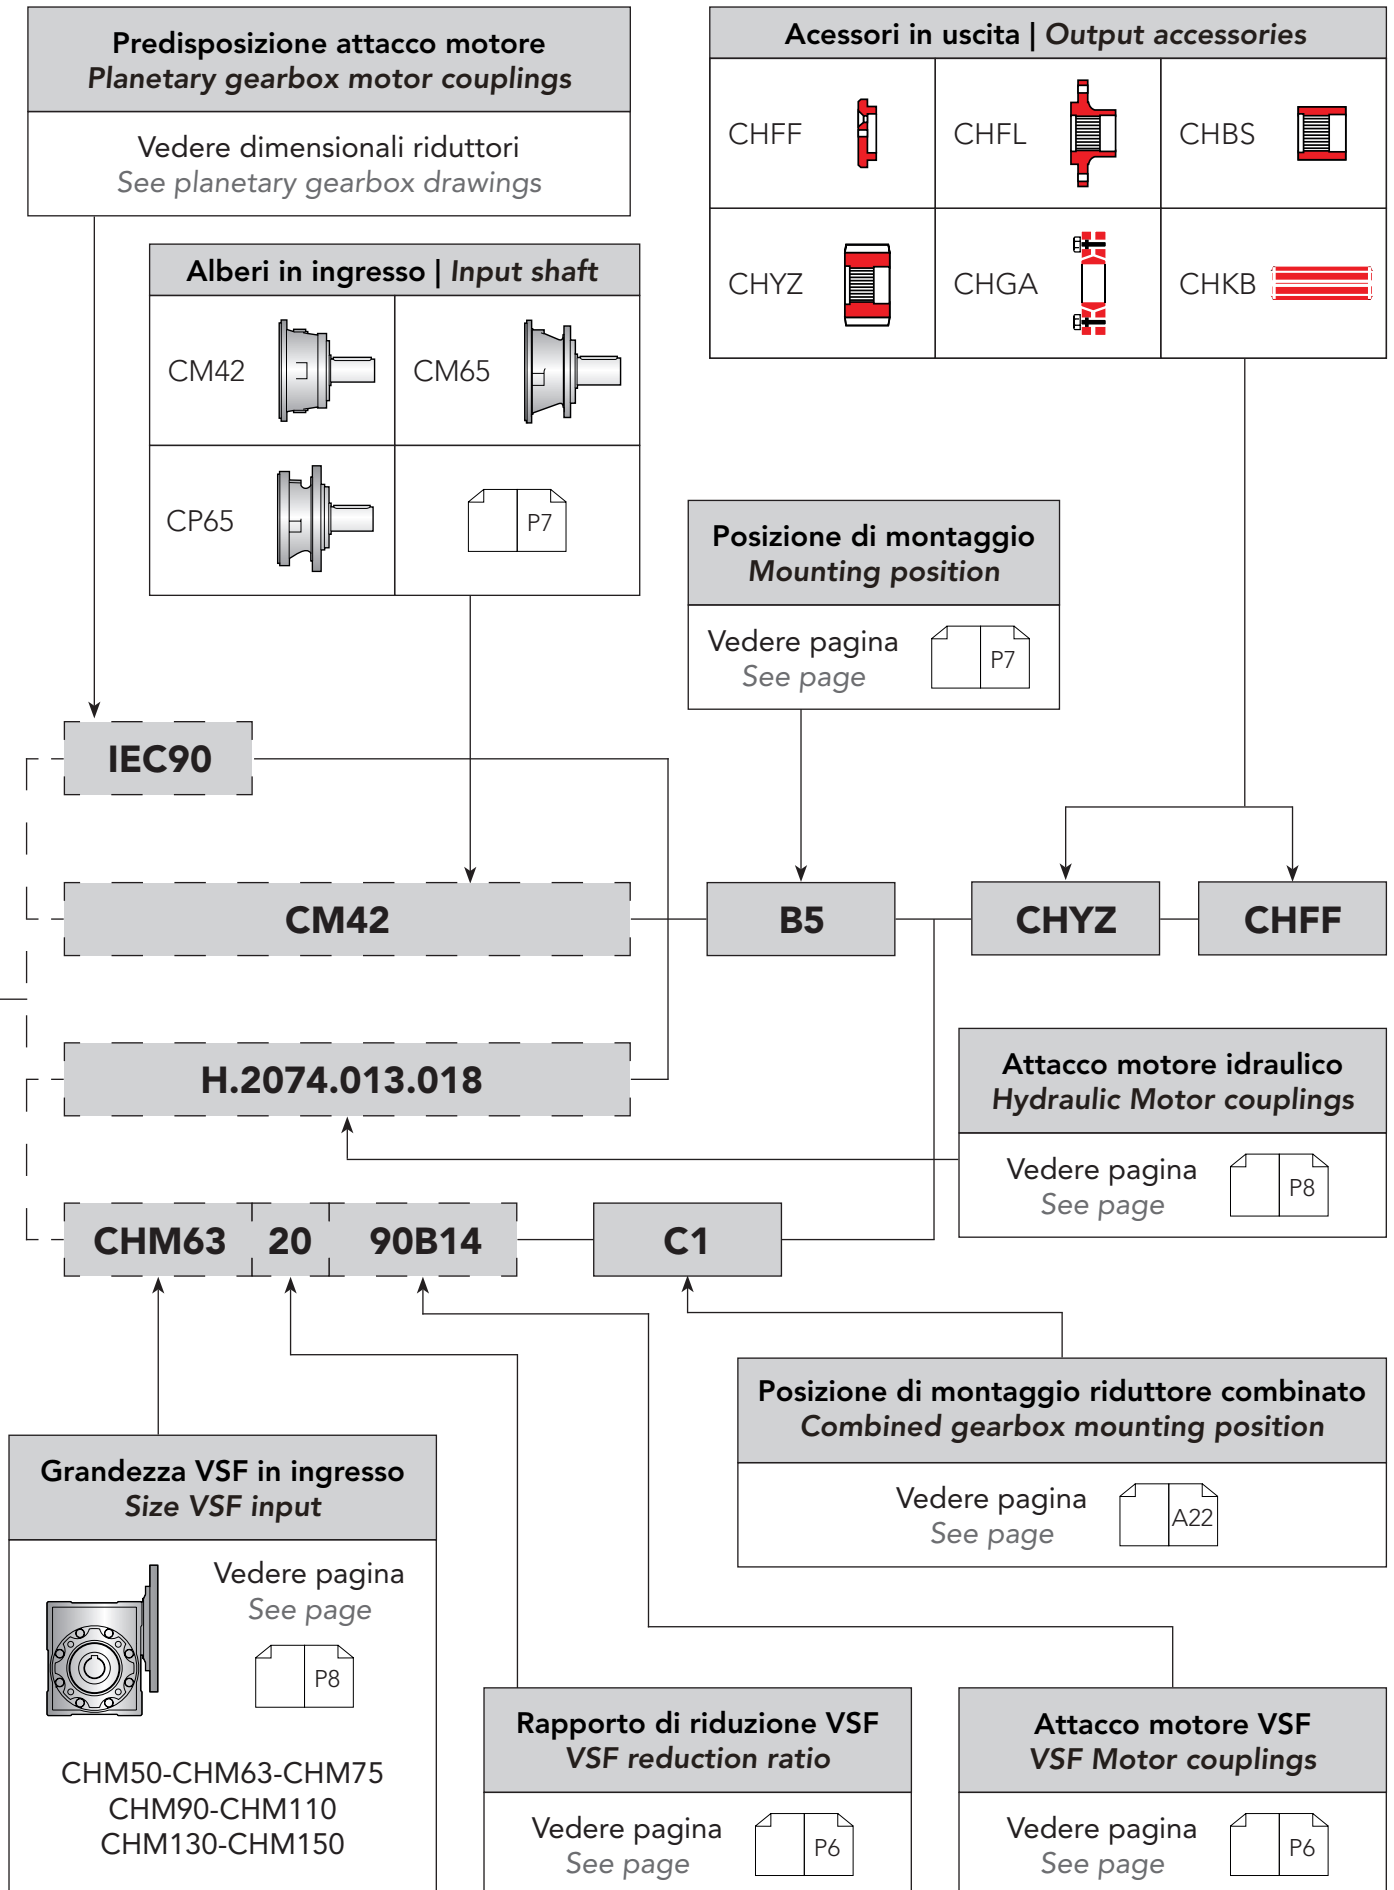 Predisposizione attacco motore
Planetary gearbox motor couplings
Vedere dimensionali riduttori
See planetary gearbox drawings
Acessori in uscita | Output accessories
CHFF
CHFL
CHBS
CHYZ
CHGA
CHKB
Alberi in ingresso | Input shaft
CM42
CM65
CP65
P7
Posizione di montaggio
Mounting position
Vedere pagina
See page
P7
IEC90
CM42
B5
CHYZ
CHFF
H.2074.013.018
Attacco motore idraulico
Hydraulic Motor couplings
Vedere pagina
See page
P8
CHM63
20
90B14
C1
Posizione di montaggio riduttore combinato
Combined gearbox mounting position
Vedere pagina
See page
A22
Grandezza VSF in ingresso
Size VSF input
Vedere pagina
See page
P8
CHM50-CHM63-CHM75
CHM90-CHM110
CHM130-CHM150
Rapporto di riduzione VSF
VSF reduction ratio
Vedere pagina
See page
P6
Attacco motore VSF
VSF Motor couplings
Vedere pagina
See page
P6